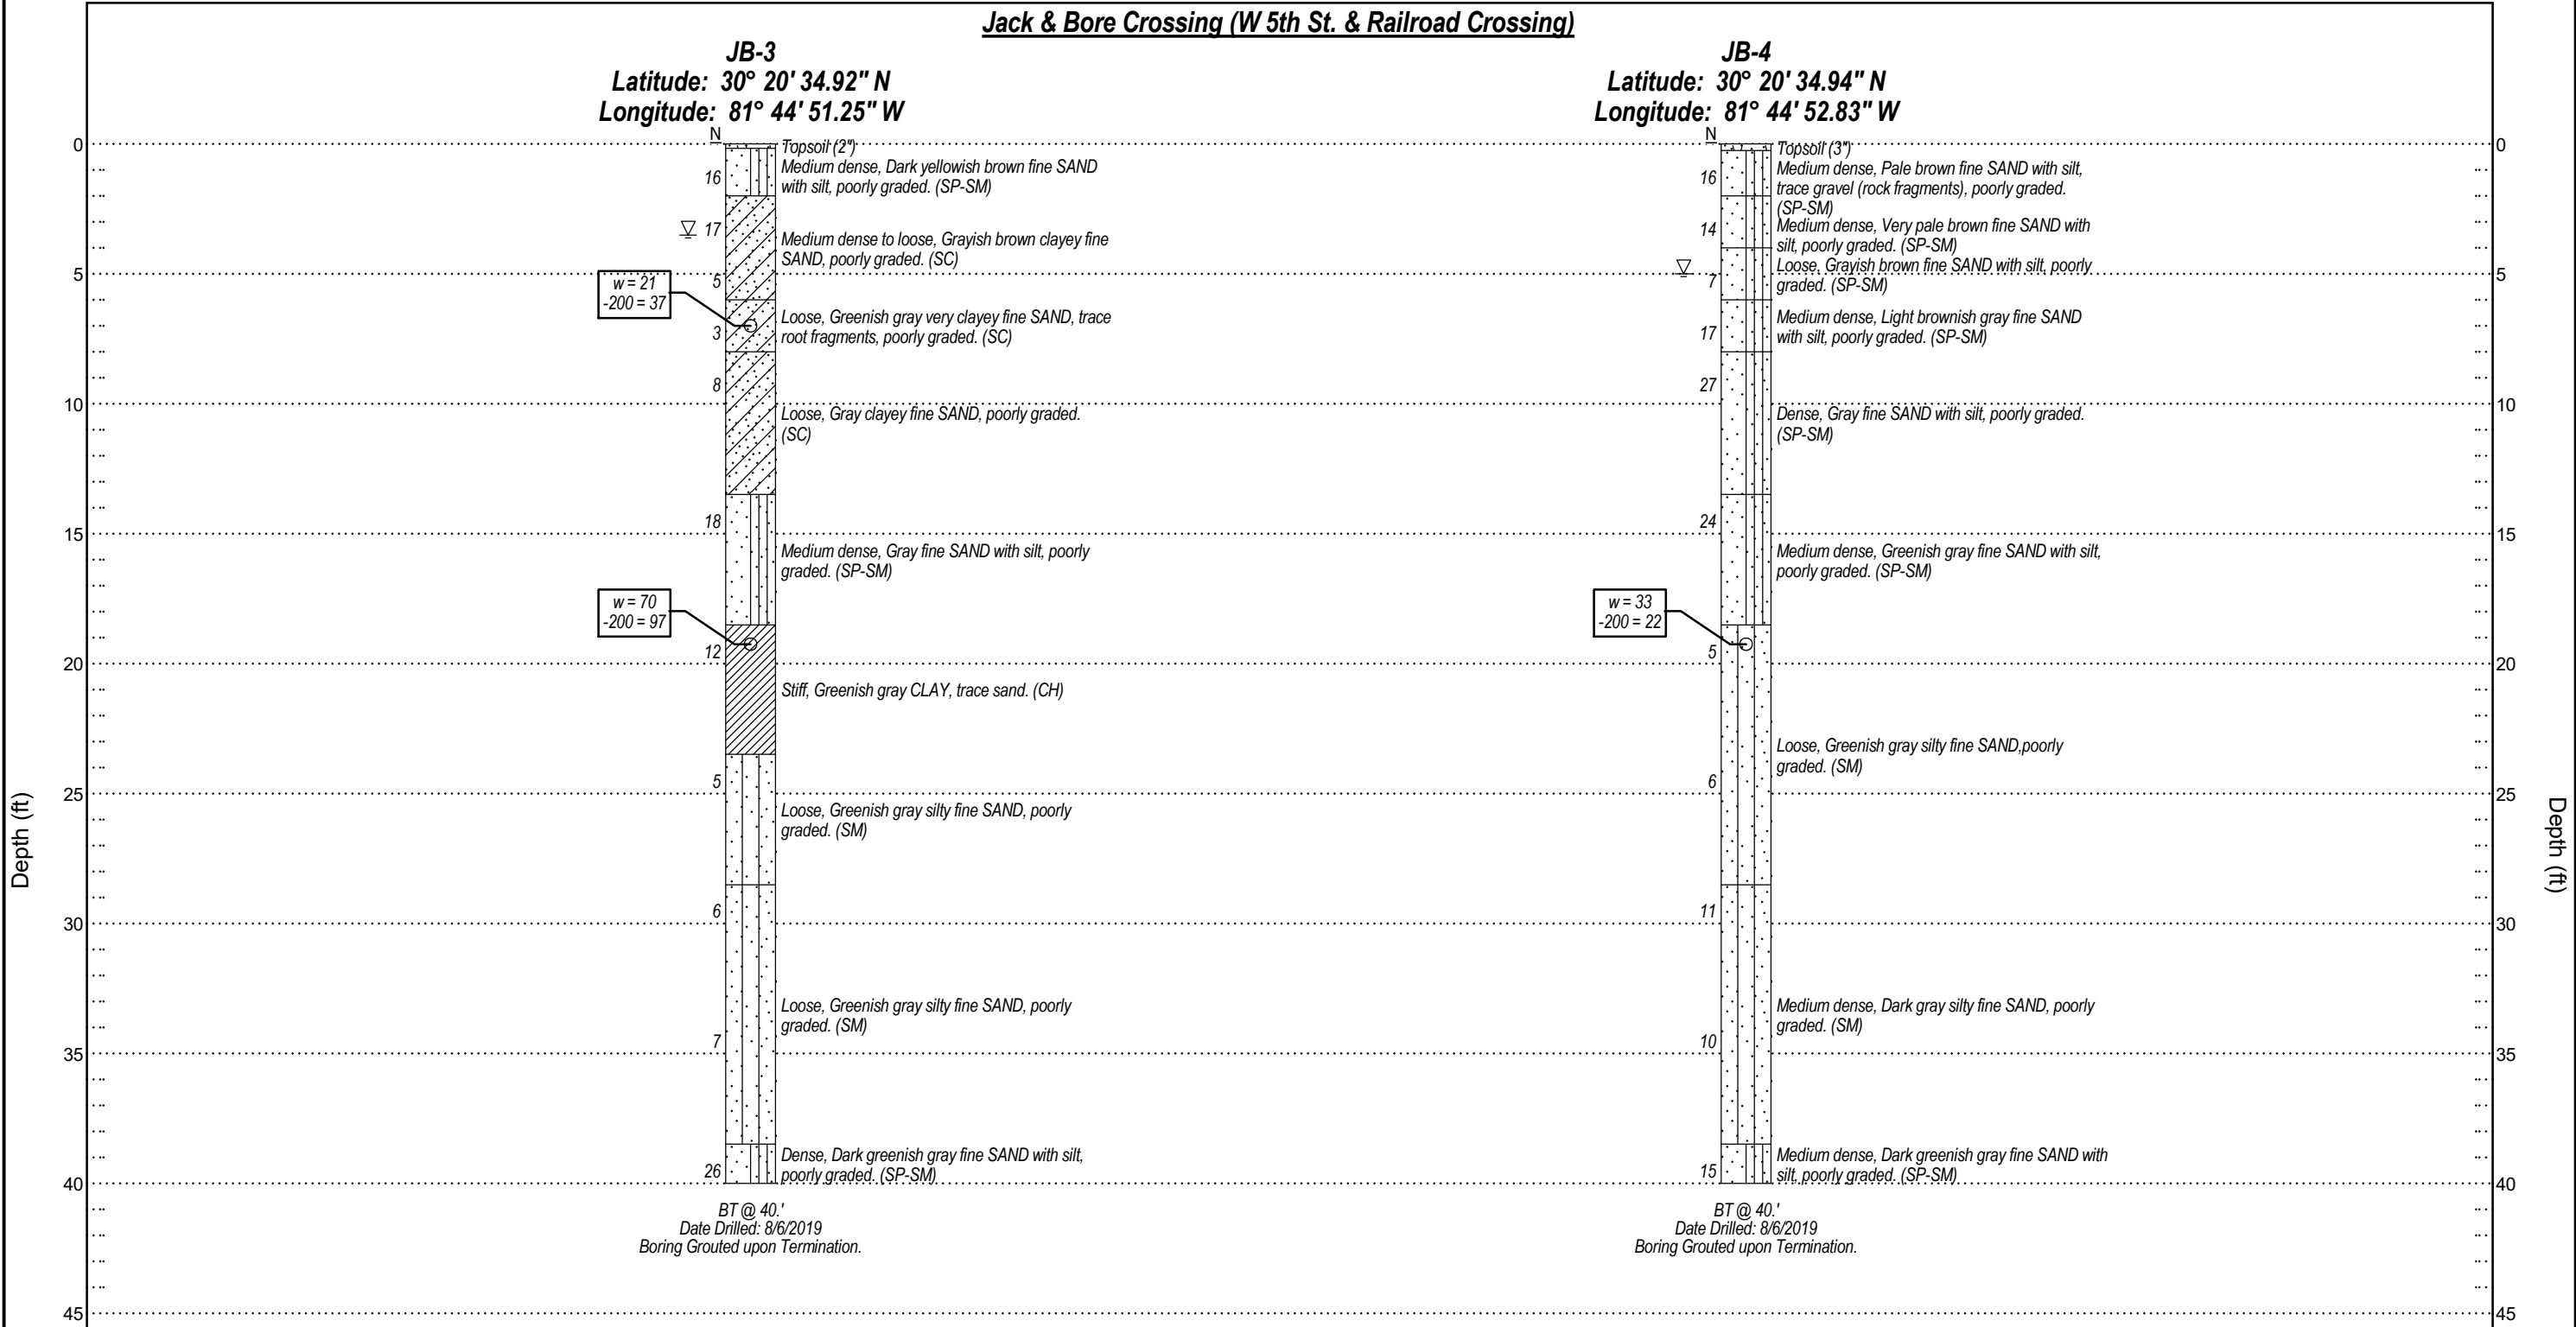 Jack & Bore Crossing (W 5th St. & Railroad Crossing)
JB-3
Latitude: 30° 20' 34.92" N
Longitude: 81° 44' 51.25" W
N
Topsoil (2")
16
Medium dense, Dark yellowish brown fine SAND
with silt, poorly graded. (SP-SM)
17
Medium dense to loose, Grayish brown clayey fine
SAND, poorly graded. (SC)
5
w = 21
-200 = 37
3
Loose, Greenish gray very clayey fine SAND, trace
root fragments, poorly graded. (SC)
8
Loose, Gray clayey fine SAND, poorly graded.
(SC)
18
Medium dense, Gray fine SAND with silt, poorly
graded. (SP-SM)
w = 70
-200 = 97
12
Stiff, Greenish gray CLAY, trace sand. (CH)
5
Loose, Greenish gray silty fine SAND, poorly
graded. (SM)
6
Loose, Greenish gray silty fine SAND, poorly
graded. (SM)
7
Dense, Dark greenish gray fine SAND with silt,
poorly graded. (SP-SM)
26
BT @ 40.'
Date Drilled: 8/6/2019
Boring Grouted upon Termination.
JB-4
Latitude: 30° 20' 34.94" N
Longitude: 81° 44' 52.83" W
N
Topsoil (3")
16
Medium dense, Pale brown fine SAND with silt,
trace gravel (rock fragments), poorly graded.
(SP-SM)
14
Medium dense, Very pale brown fine SAND with
silt, poorly graded. (SP-SM)
7
Loose, Grayish brown fine SAND with silt, poorly
graded. (SP-SM)
17
Medium dense, Light brownish gray fine SAND
with silt, poorly graded. (SP-SM)
27
Dense, Gray fine SAND with silt, poorly graded.
(SP-SM)
24
Medium dense, Greenish gray fine SAND with silt,
poorly graded. (SP-SM)
w = 33
-200 = 22
5
Loose, Greenish gray silty fine SAND,poorly
graded. (SM)
6
11
Medium dense, Dark gray silty fine SAND, poorly
graded. (SM)
10
Medium dense, Dark greenish gray fine SAND with
silt, poorly graded. (SP-SM)
15
BT @ 40.'
Date Drilled: 8/6/2019
Boring Grouted upon Termination.
Depth (ft)
0
5
10
15
20
25
30
35
40
45
Depth (ft)
0
5
10
15
20
25
30
35
40
45